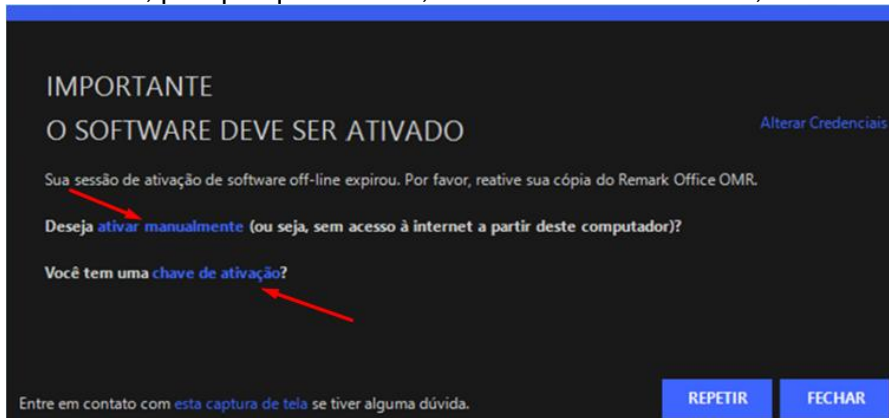 IMPORTANTE
O SOFTWARE DEVE SER ATIVADO
Alterar Credenciais
Sua sessão de ativação de software off-line expirou. Por favor, reative sua cópia do Remark Office OMR.
Deseja ativar manualmente (ou seja, sem acesso à internet a partir deste computador)?
Você tem uma chave de ativação?
Entre em contato com esta captura de tela se tiver alguma dúvida.
REPETIR
FECHAR